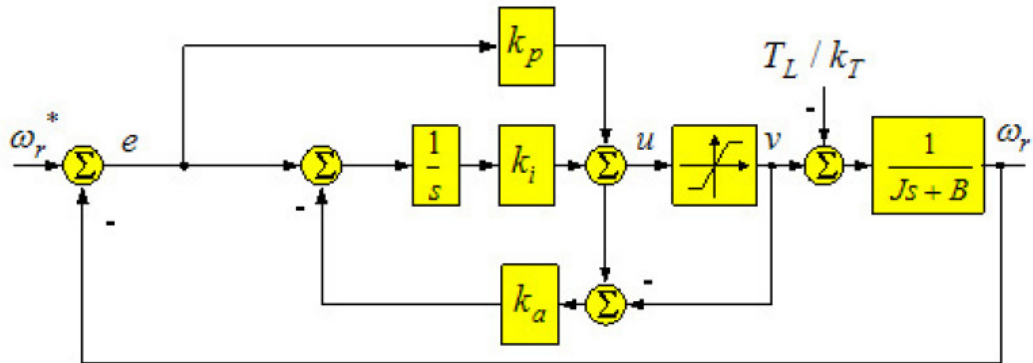 k_p
T_L / k_T
-
ω_r* Σ e Σ 1/s k_i Σ u v Σ 1/(Js + B) ω_r
- -
k_a Σ -